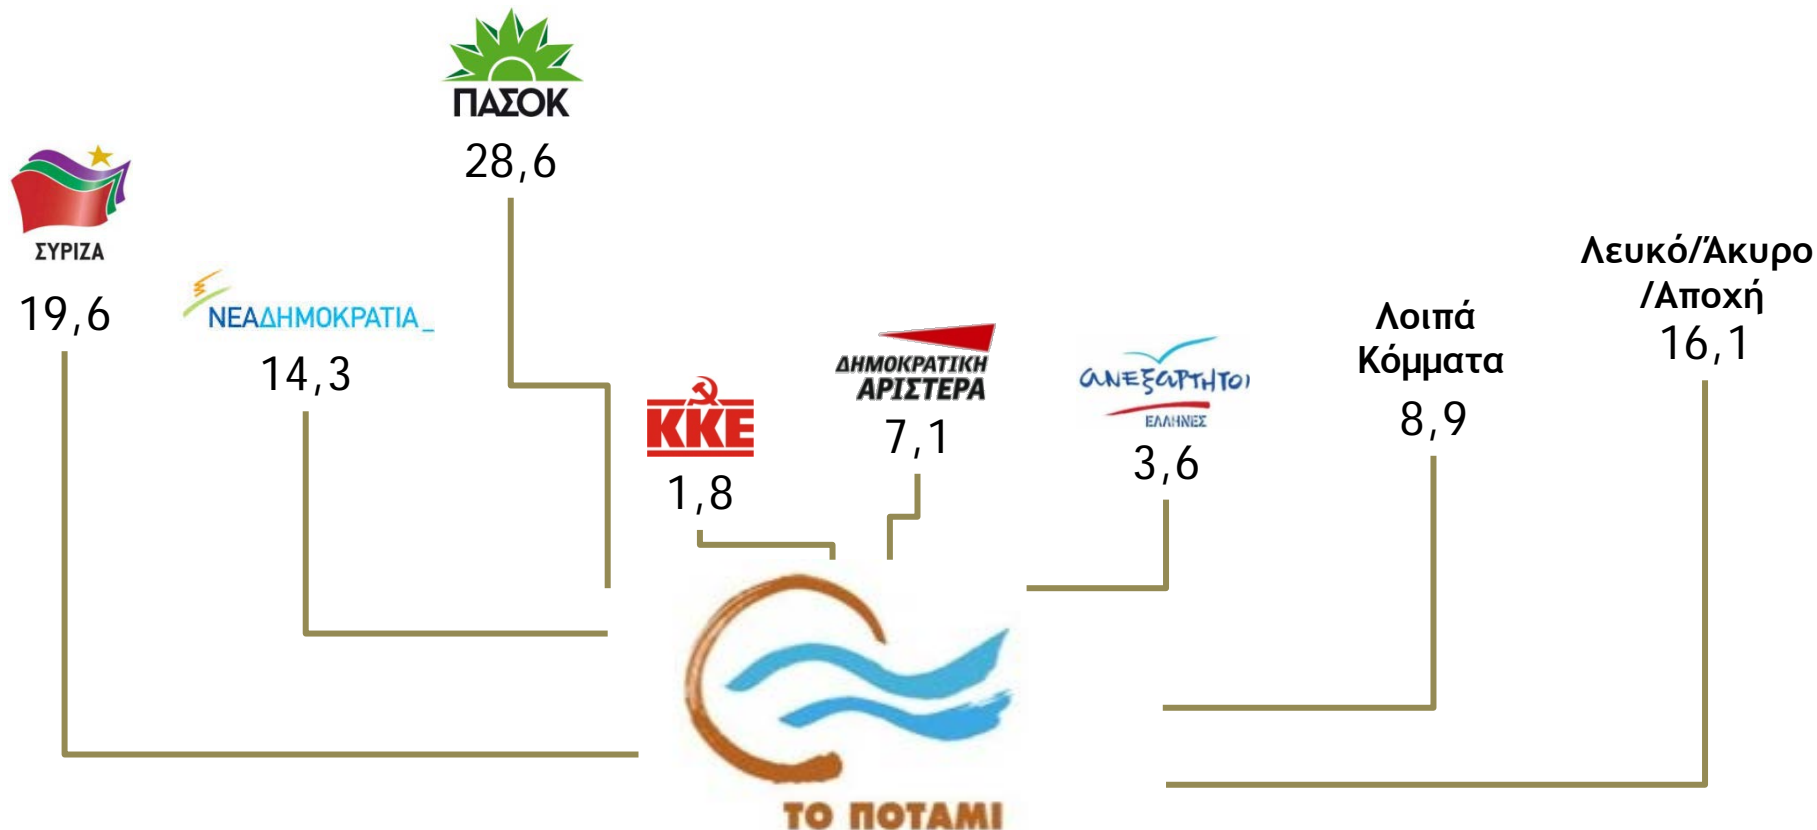 ΠΑΣΟΚ
28,6
ΣΥΡΙΖΑ
19,6
ΝΕΑΔΗΜΟΚΡΑΤΙΑ_
14,3
ΚΚΕ
1,8
ΔΗΜΟΚΡΑΤΙΚΗ
ΑΡΙΣΤΕΡΑ
7,1
ανεξάρτητοι
ΕΛΛΗΝΕΣ
3,6
Λοιπά
Κόμματα
8,9
Λευκό/Άκυρο
/Αποχή
16,1
ΤΟ ΠΟΤΑΜΙ